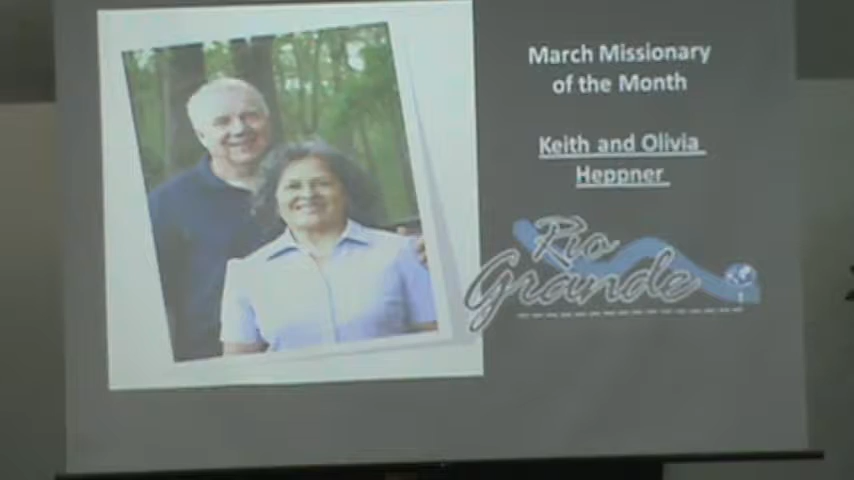 March Missionary
of the Month
Keith and Olivia
Heppner
Rio
Grande